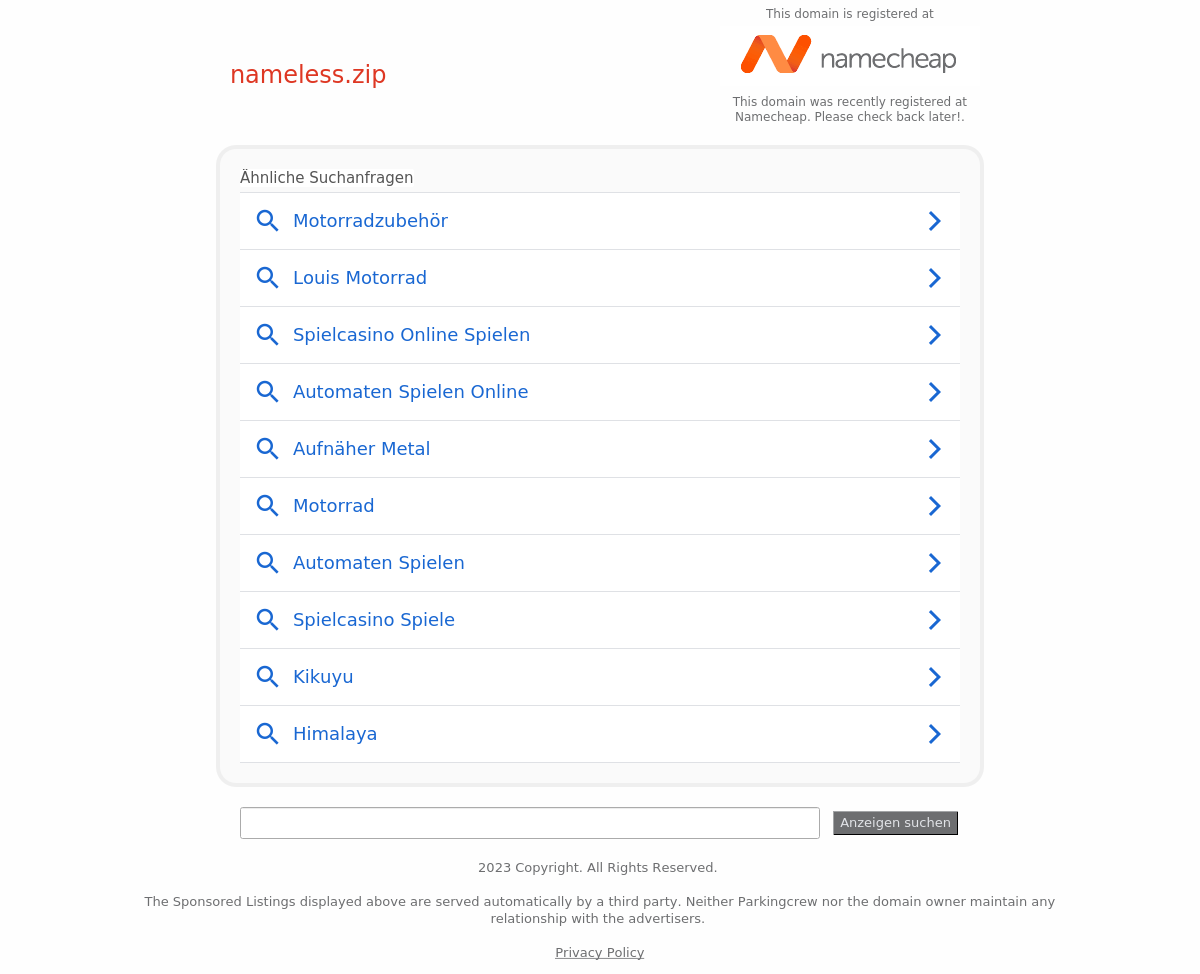 This domain is registered at
namecheap
nameless.zip
This domain was recently registered at
Namecheap. Please check back later!.
Ähnliche Suchanfragen
Motorradzubehör
Louis Motorrad
Spielcasino Online Spielen
Automaten Spielen Online
Aufnäher Metal
Motorrad
Automaten Spielen
Spielcasino Spiele
Kikuyu
Himalaya
Anzeigen suchen
2023 Copyright. All Rights Reserved.
The Sponsored Listings displayed above are served automatically by a third party. Neither Parkingcrew nor the domain owner maintain any
relationship with the advertisers.
Privacy Policy